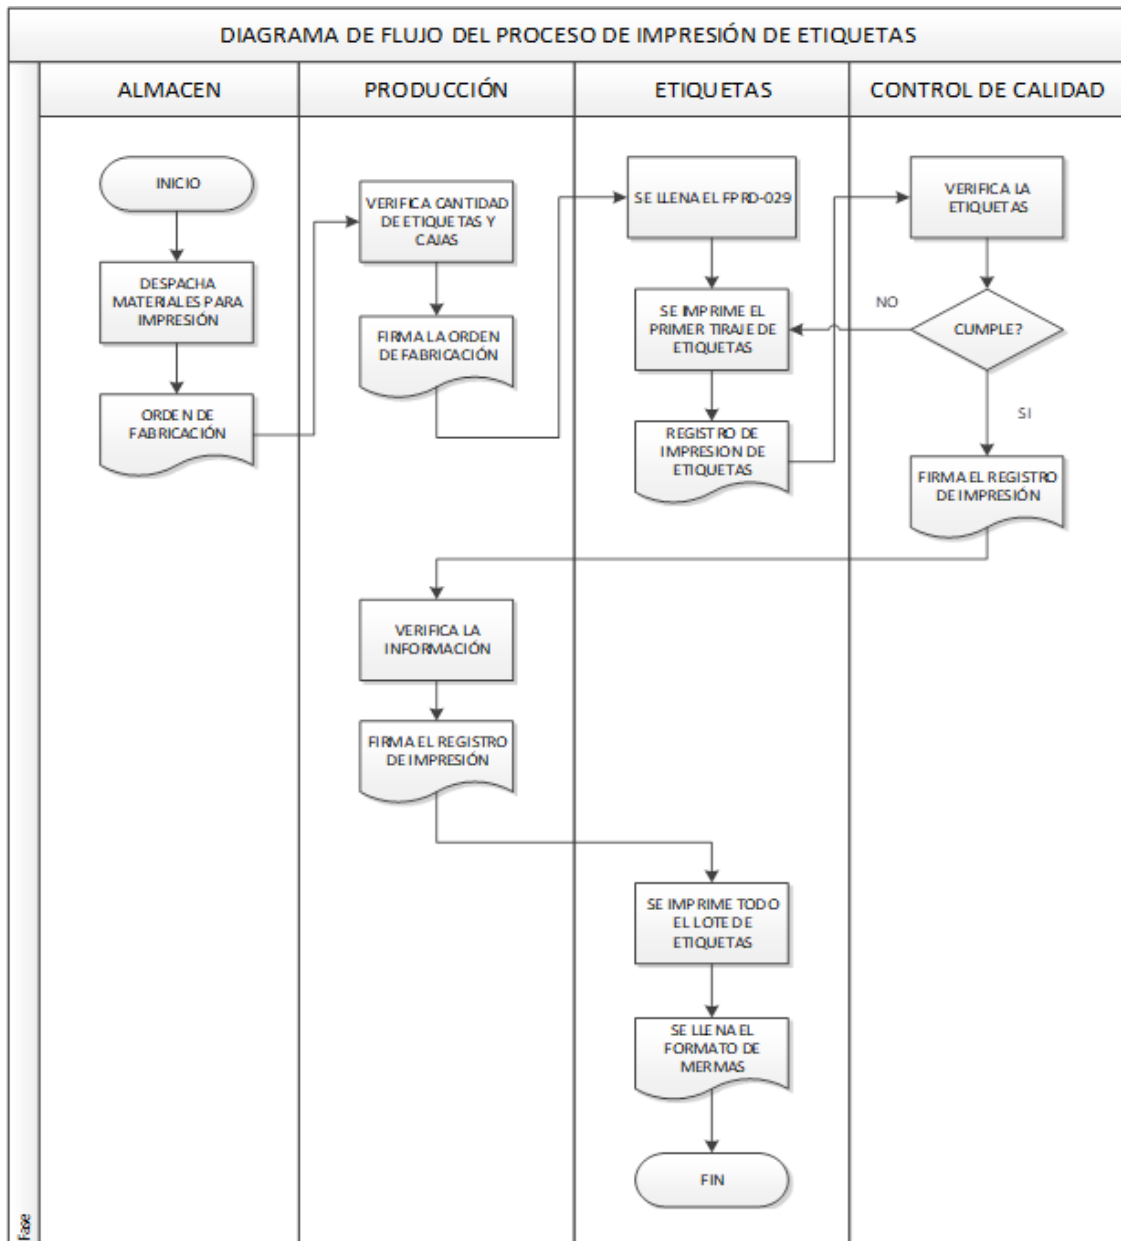 DIAGRAMA DE FLUJO DEL PROCESO DE IMPRESIÓN DE ETIQUETAS
ALMACEN
PRODUCCIÓN
ETIQUETAS
CONTROL DE CALIDAD
INICIO
DESPACHA
MATERIALES PARA
IMPRESIÓN
ORDEN DE
FABRICACIÓN
VERIFICA CANTIDAD
DE ETIQUETAS Y
CAJAS
FIRMA LA ORDEN
DE FABRICACIÓN
SE LLENA EL FPRD-029
SE IMPRIME EL
PRIMER TIRAJE DE
ETIQUETAS
REGISTRO DE
IMPRESION DE
ETIQUETAS
VERIFICA LA
ETIQUETAS
CUMPLE?
NO
SI
FIRMA EL REGISTRO
DE IMPRESIÓN
VERIFICA LA
INFORMACIÓN
FIRMA EL REGISTRO
DE IMPRESIÓN
SE IMPRIME TODO
EL LOTE DE
ETIQUETAS
SE LLENA EL
FORMATO DE
MERMAS
FIN
Fase